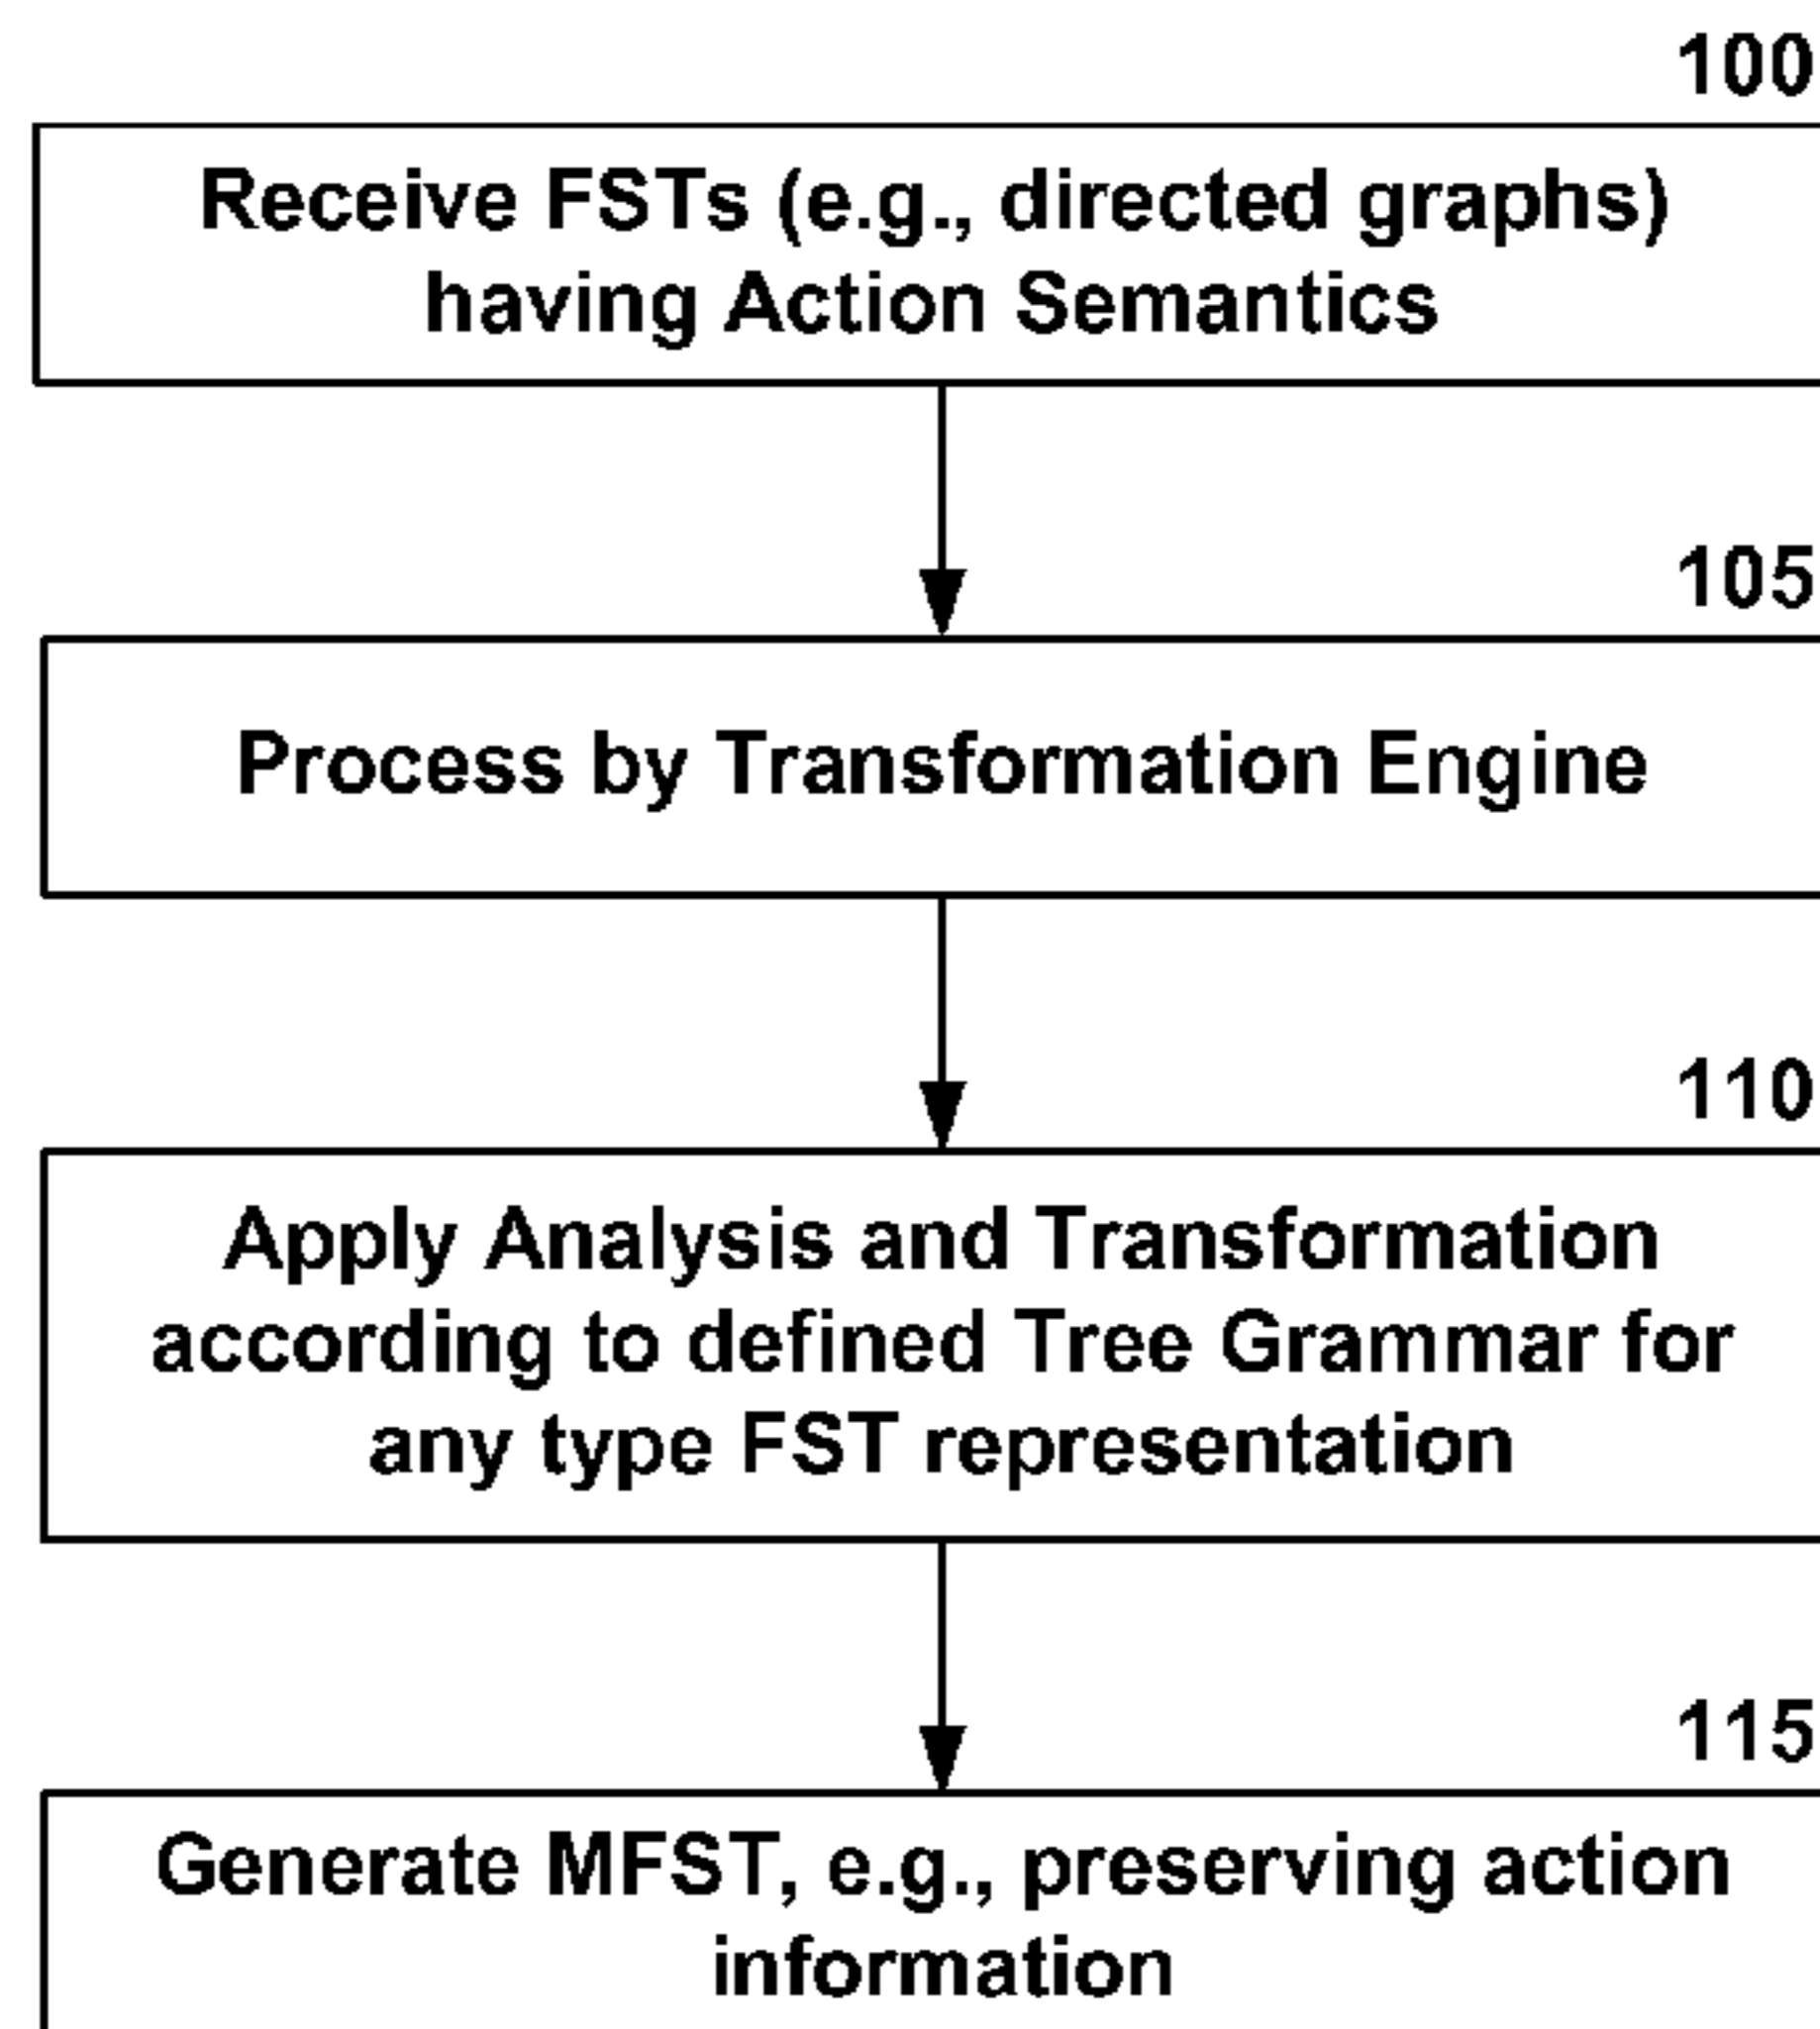 100
Receive FSTs (e.g., directed graphs)
having Action Semantics
105
Process by Transformation Engine
110
Apply Analysis and Transformation
according to defined Tree Grammar for
any type FST representation
115
Generate MFST, e.g., preserving action
information